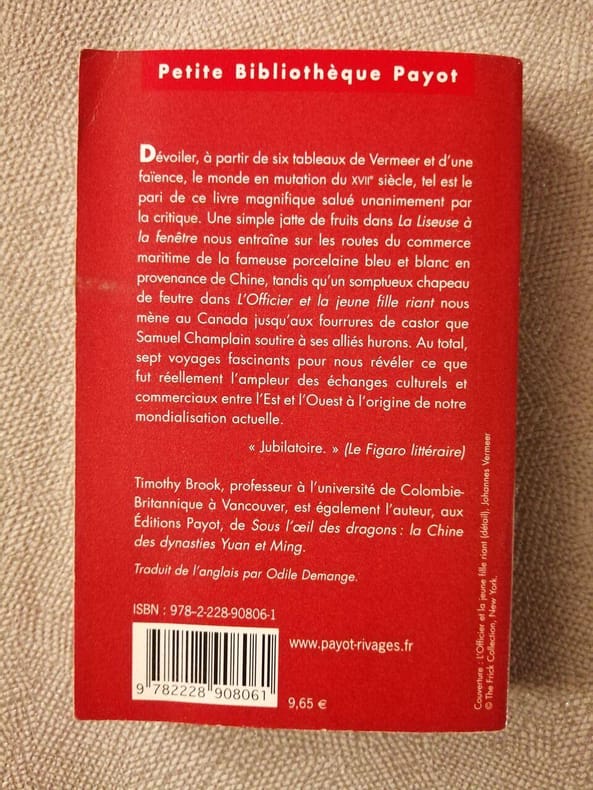 Petite Bibliothèque Payot
Dévoiler, à partir de six tableaux de Vermeer et d'une
faïence, le monde en mutation du XVIIe siècle, tel est le
pari de ce livre magnifique salué unanimement par
la critique. Une simple jatte de fruits dans La Liseuse à
la fenêtre nous entraîne sur les routes du commerce
maritime de la fameuse porcelaine bleu et blanc en
provenance de Chine, tandis qu'un somptueux chapeau
de feutre dans L'Officier et la jeune fille riant nous
mène au Canada jusqu'aux fourrures de castor que
Samuel Champlain soutire à ses alliés hurons. Au total,
sept voyages fascinants pour nous révéler ce que
fut réellement l'ampleur des échanges culturels et
commerciaux entre l'Est et l'Ouest à l'origine de notre
mondialisation actuelle.
« Jubilatoire. » (Le Figaro littéraire)
Timothy Brook, professeur à l'université de Colombie-
Britannique à Vancouver, est également l'auteur, aux
Éditions Payot, de Sous l'œil des dragons : la Chine
des dynasties Yuan et Ming.
Traduit de l'anglais par Odile Demange.
ISBN : 978-2-228-90806-1
www.payot-rivages.fr
9 782228 908061
9,65 €
Couverture : L'Officier et la jeune fille riant (détail), Johannes Vermeer
© The Frick Collection, New York.